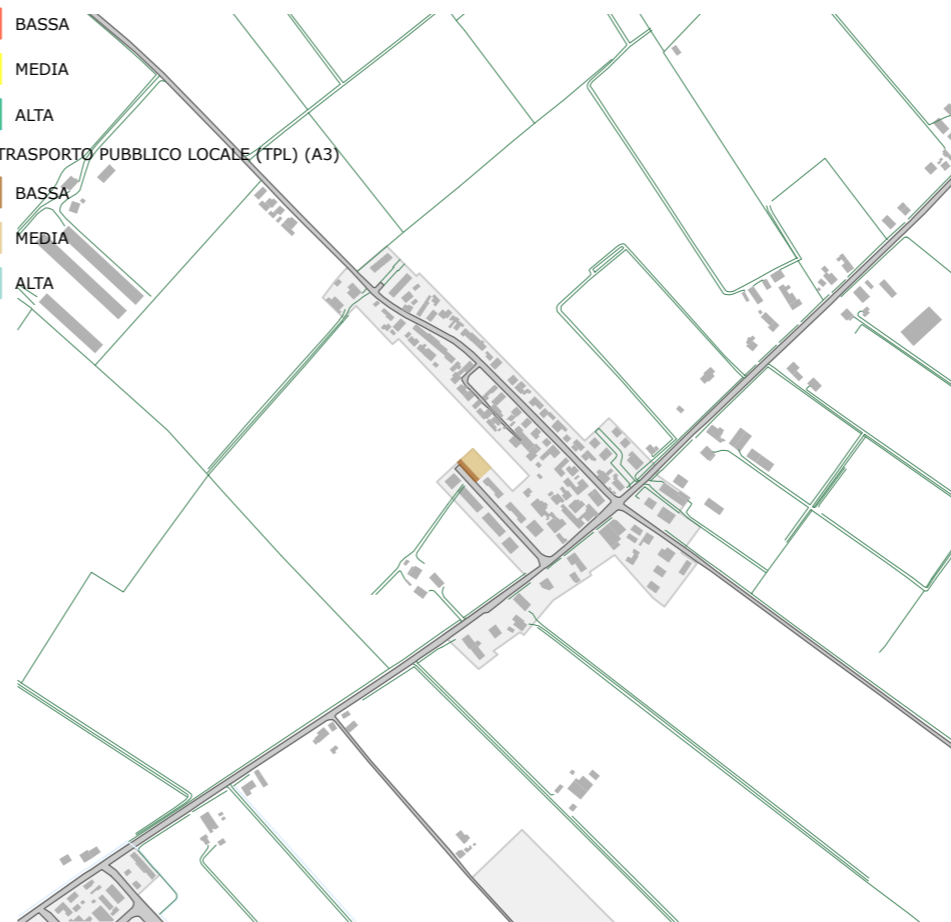 BASSA
MEDIA
ALTA
TRASPORTO PUBBLICO LOCALE (TPL) (A3)
BASSA
MEDIA
ALTA